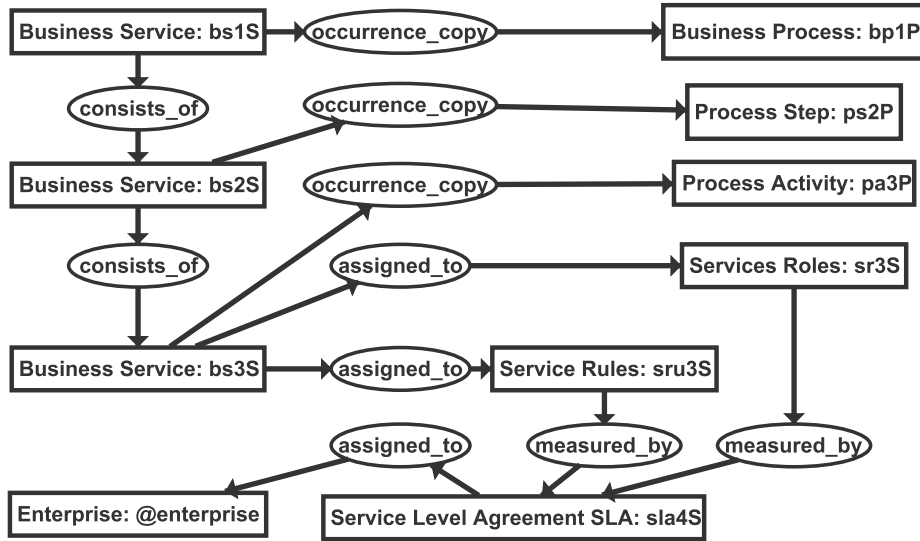 Business Service: bs1S
occurrence_copy
Business Process: bp1P
consists_of
occurrence_copy
Process Step: ps2P
Business Service: bs2S
occurrence_copy
Process Activity: pa3P
consists_of
assigned_to
Services Roles: sr3S
Business Service: bs3S
assigned_to
Service Rules: sru3S
assigned_to
measured_by
measured_by
Enterprise: @enterprise
Service Level Agreement SLA: sla4S